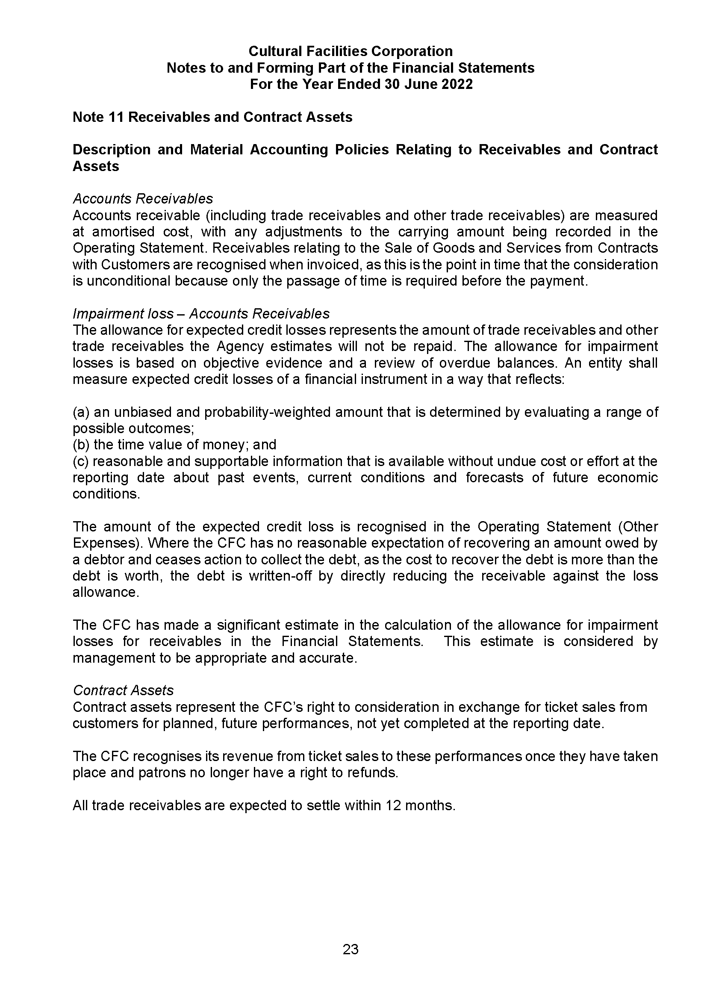 Cultural Facilities Corporation
Notes to and Forming Part of the Financial Statements
For the Year Ended 30 June 2022
Note 11 Receivables and Contract Assets
Description and Material Accounting Policies Relating to Receivables and Contract
Assets
Accounts Receivables
Accounts receivable (including trade receivables and other trade receivables) are measured
at amortised cost, with any adjustments to the carrying amount being recorded in the
Operating Statement. Receivables relating to the Sale of Goods and Services from Contracts
with Customers are recognised when invoiced, as this is the point in time that the consideration
is unconditional because only the passage of time is required before the payment.
Impairment loss – Accounts Receivables
The allowance for expected credit losses represents the amount of trade receivables and other
trade receivables the Agency estimates will not be repaid. The allowance for impairment
losses is based on objective evidence and a review of overdue balances. An entity shall
measure expected credit losses of a financial instrument in a way that reflects:
(a) an unbiased and probability-weighted amount that is determined by evaluating a range of
possible outcomes;
(b) the time value of money; and
(c) reasonable and supportable information that is available without undue cost or effort at the
reporting date about past events, current conditions and forecasts of future economic
conditions.
The amount of the expected credit loss is recognised in the Operating Statement (Other
Expenses). Where the CFC has no reasonable expectation of recovering an amount owed by
a debtor and ceases action to collect the debt, as the cost to recover the debt is more than the
debt is worth, the debt is written-off by directly reducing the receivable against the loss
allowance.
The CFC has made a significant estimate in the calculation of the allowance for impairment
losses for receivables in the Financial Statements. This estimate is considered by
management to be appropriate and accurate.
Contract Assets
Contract assets represent the CFC’s right to consideration in exchange for ticket sales from
customers for planned, future performances, not yet completed at the reporting date.
The CFC recognises its revenue from ticket sales to these performances once they have taken
place and patrons no longer have a right to refunds.
All trade receivables are expected to settle within 12 months.
23